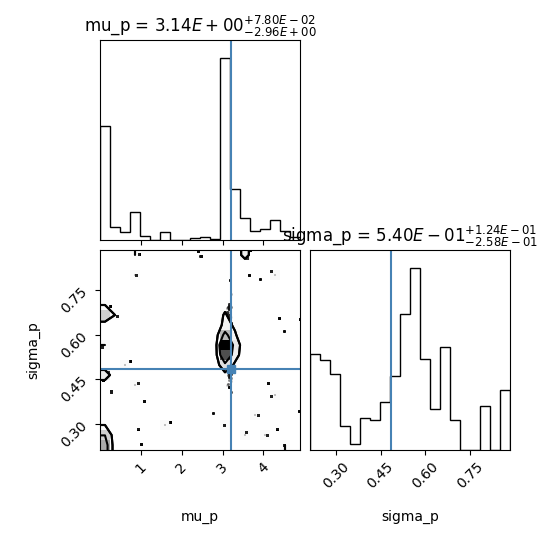 mu_p = 3.14E+00+7.80E−02 −2.96E+00
sigma_p = 5.40E−01+1.24E−01 −2.58E−01
0.75
0.60
0.45
0.30
sigma_p
1 2 3 4
0.30 0.45 0.60 0.75
mu_p
sigma_p